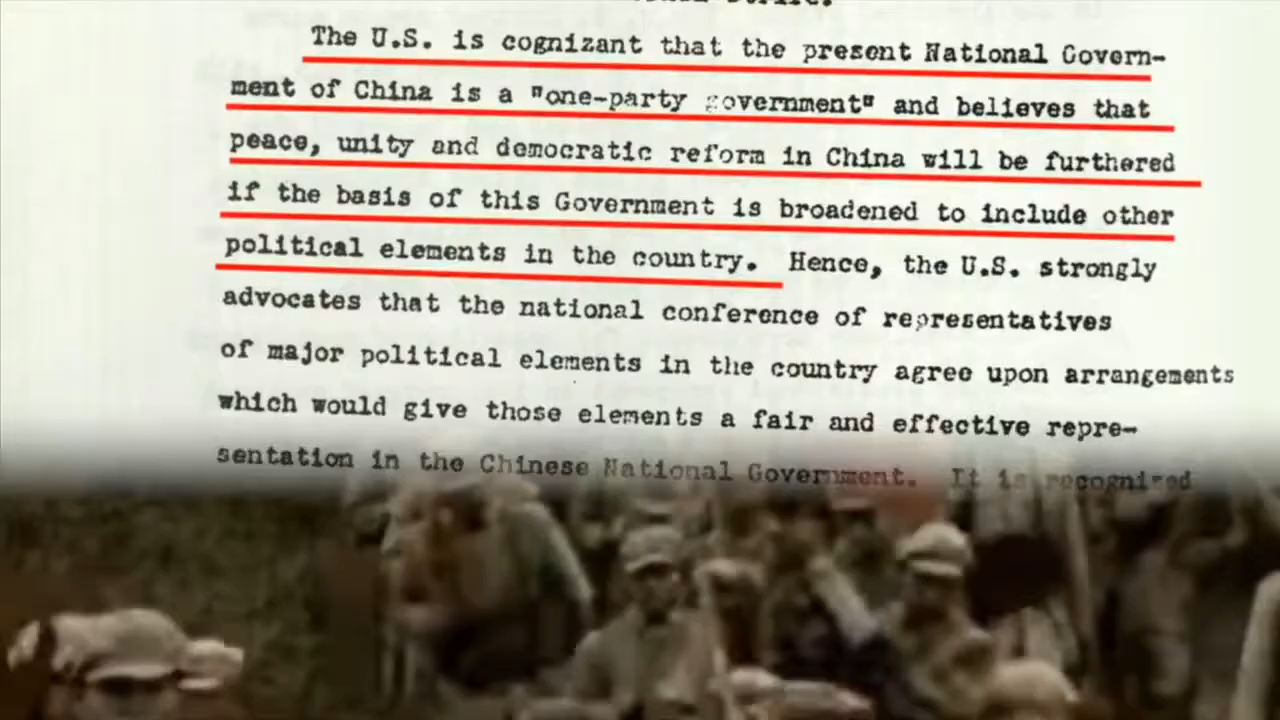 The U.S. is cognizant that the present National Govern-
ment of China is a "one-party government" and believes that
peace, unity and democratic reform in China will be furthered
if the basis of this Government is broadened to include other
political elements in the country. Hence, the U.S. strongly
advocates that the national conference of representatives
of major political elements in the country agree upon arrangements
which would give those elements a fair and effective repre-
sentation in the Chinese National Government. It is recognized